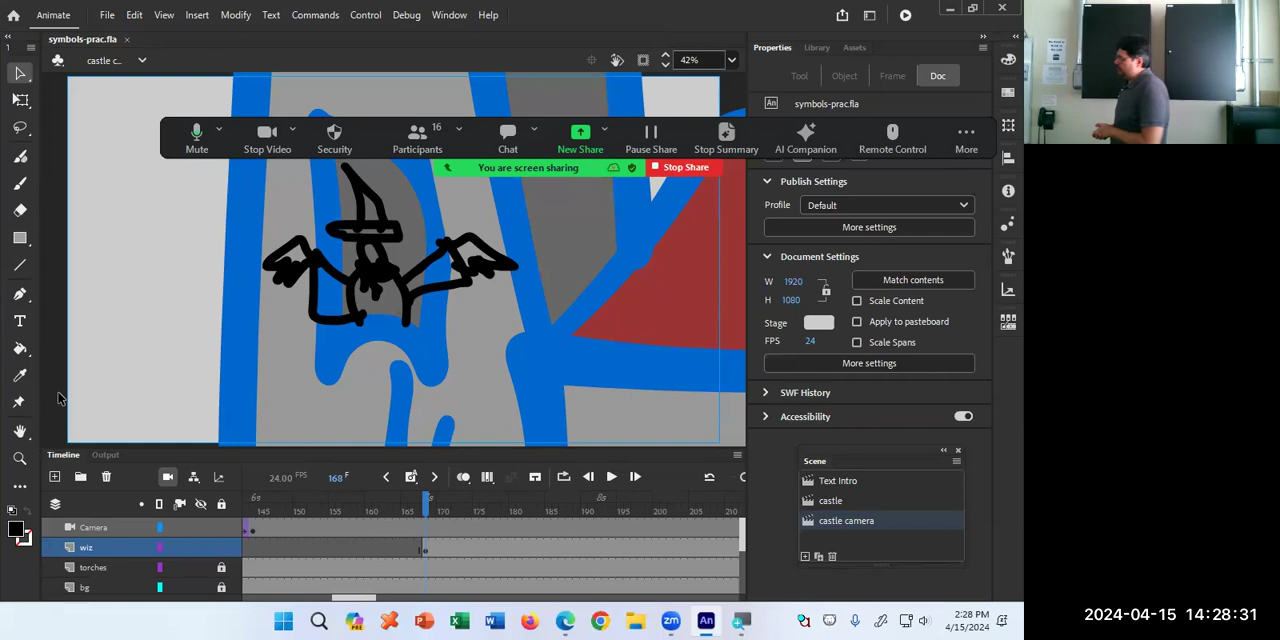 Animate File Edit View Insert Modify Text Commands Control Debug Window Help
symbols-prac.fla ×
castle c... 42%
Properties Library Assets
Tool Object Frame Doc
An symbols-prac.fla
Mute Stop Video Security Participants 16 Chat New Share Pause Share Stop Summary AI Companion Remote Control More
You are screen sharing Stop Share
Publish Settings
Profile Default
More settings
Document Settings
W 1920 Match contents
H 1080 Scale Content
Stage Apply to pasteboard
FPS 24 Scale Spans
More settings
SWF History
Accessibility
Timeline Output
24.00 FPS 168 F
6s 8s
145 150 155 160 165 170 175 180 185 190 195 200 205 210
Camera
wiz
torches
bg
Scene
Text Intro
castle
castle camera
2:28 PM
4/15/2024
2024-04-15 14:28:31